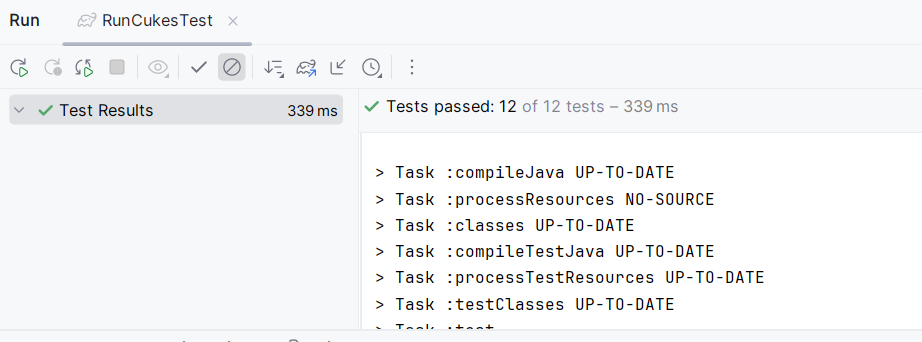 Run RunCukesTest
Test Results 339 ms
Tests passed: 12 of 12 tests – 339 ms
> Task :compileJava UP-TO-DATE
> Task :processResources NO-SOURCE
> Task :classes UP-TO-DATE
> Task :compileTestJava UP-TO-DATE
> Task :processTestResources UP-TO-DATE
> Task :testClasses UP-TO-DATE
> Task :test